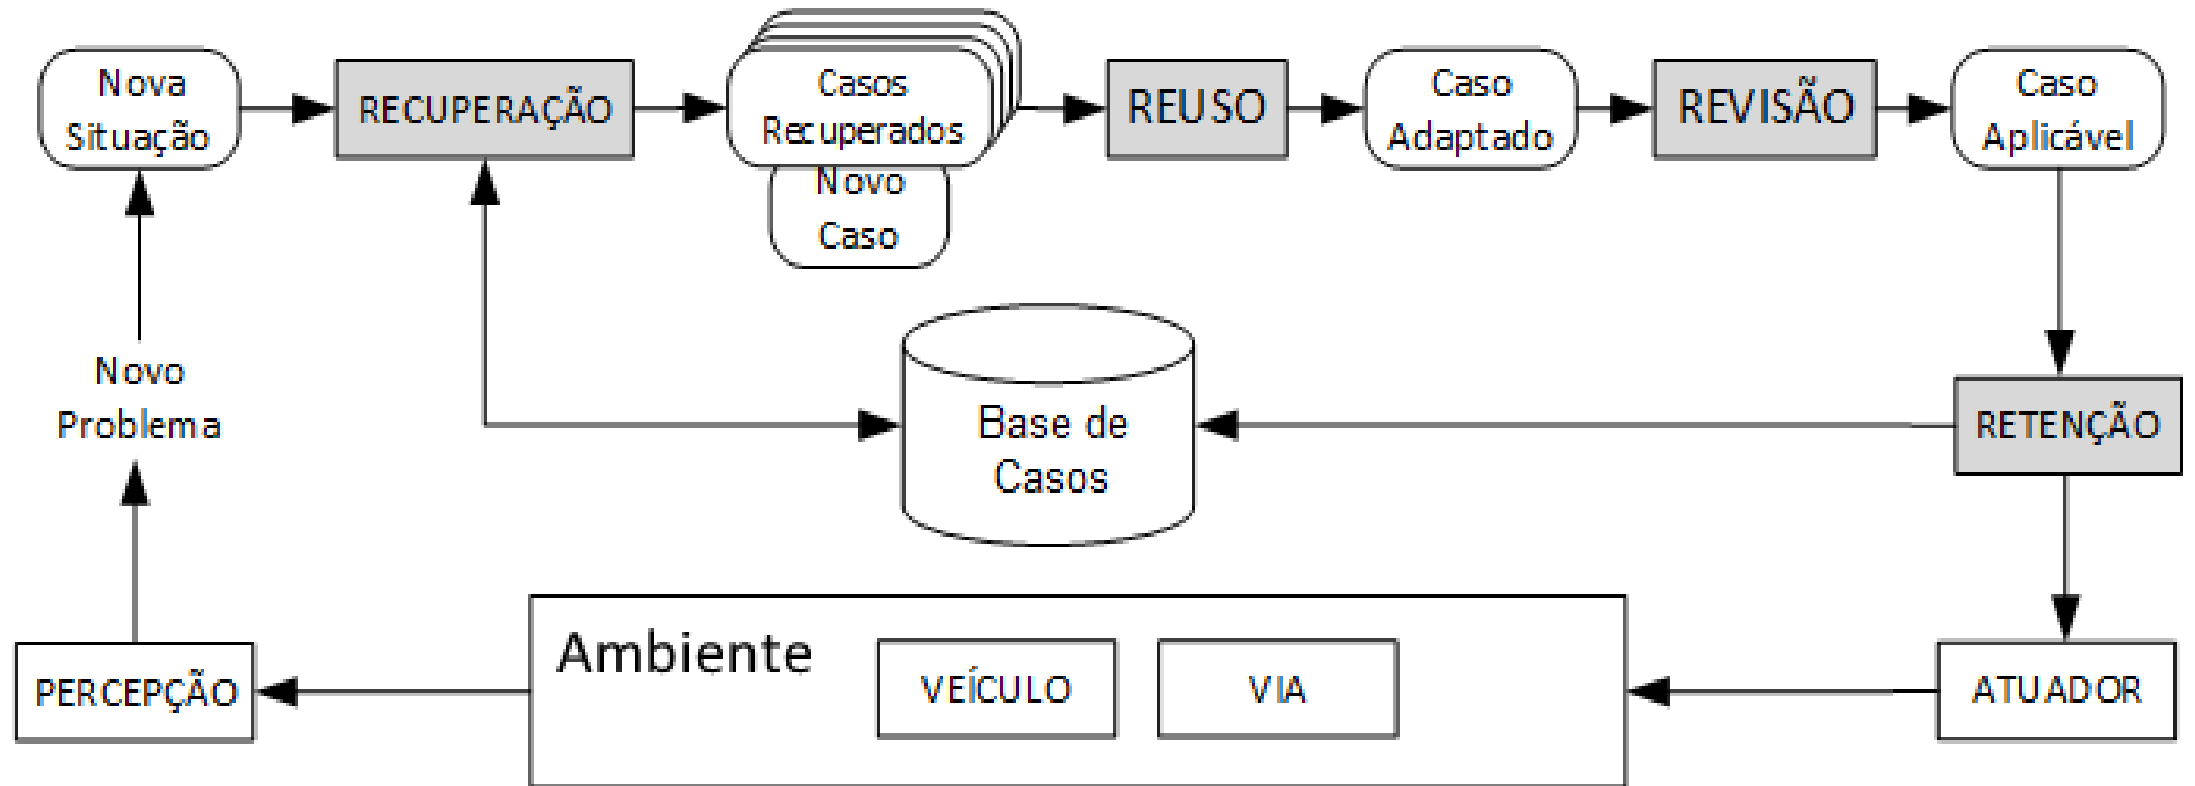 Nova
Situação
RECUPERAÇÃO
Casos
Recuperados
Novo
Caso
REUSO
Caso
Adaptado
REVISÃO
Caso
Aplicável
Novo
Problema
Base de
Casos
RETENÇÃO
PERCEPÇÃO
Ambiente
VEÍCULO
VIA
ATUADOR